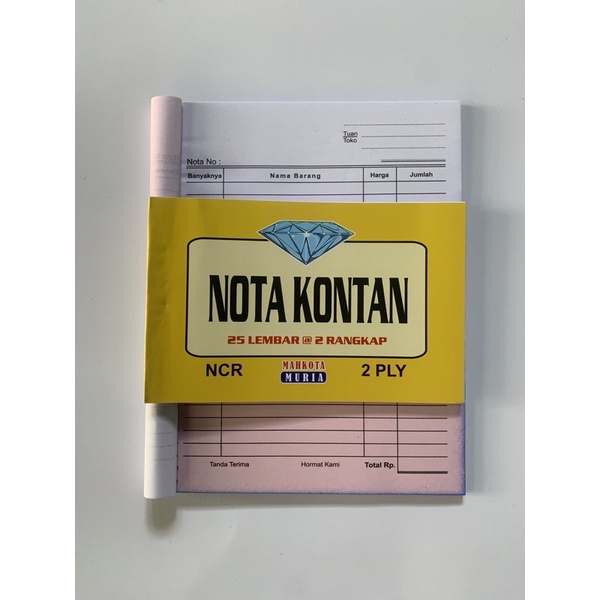 Tuan
Toko
Nota No :
Banyaknya Nama Barang Harga Jumlah
NOTA KONTAN
25 LEMBAR @ 2 RANGKAP
NCR MAHKOTA MURIA 2 PLY
Tanda Terima Hormat Kami Total Rp.